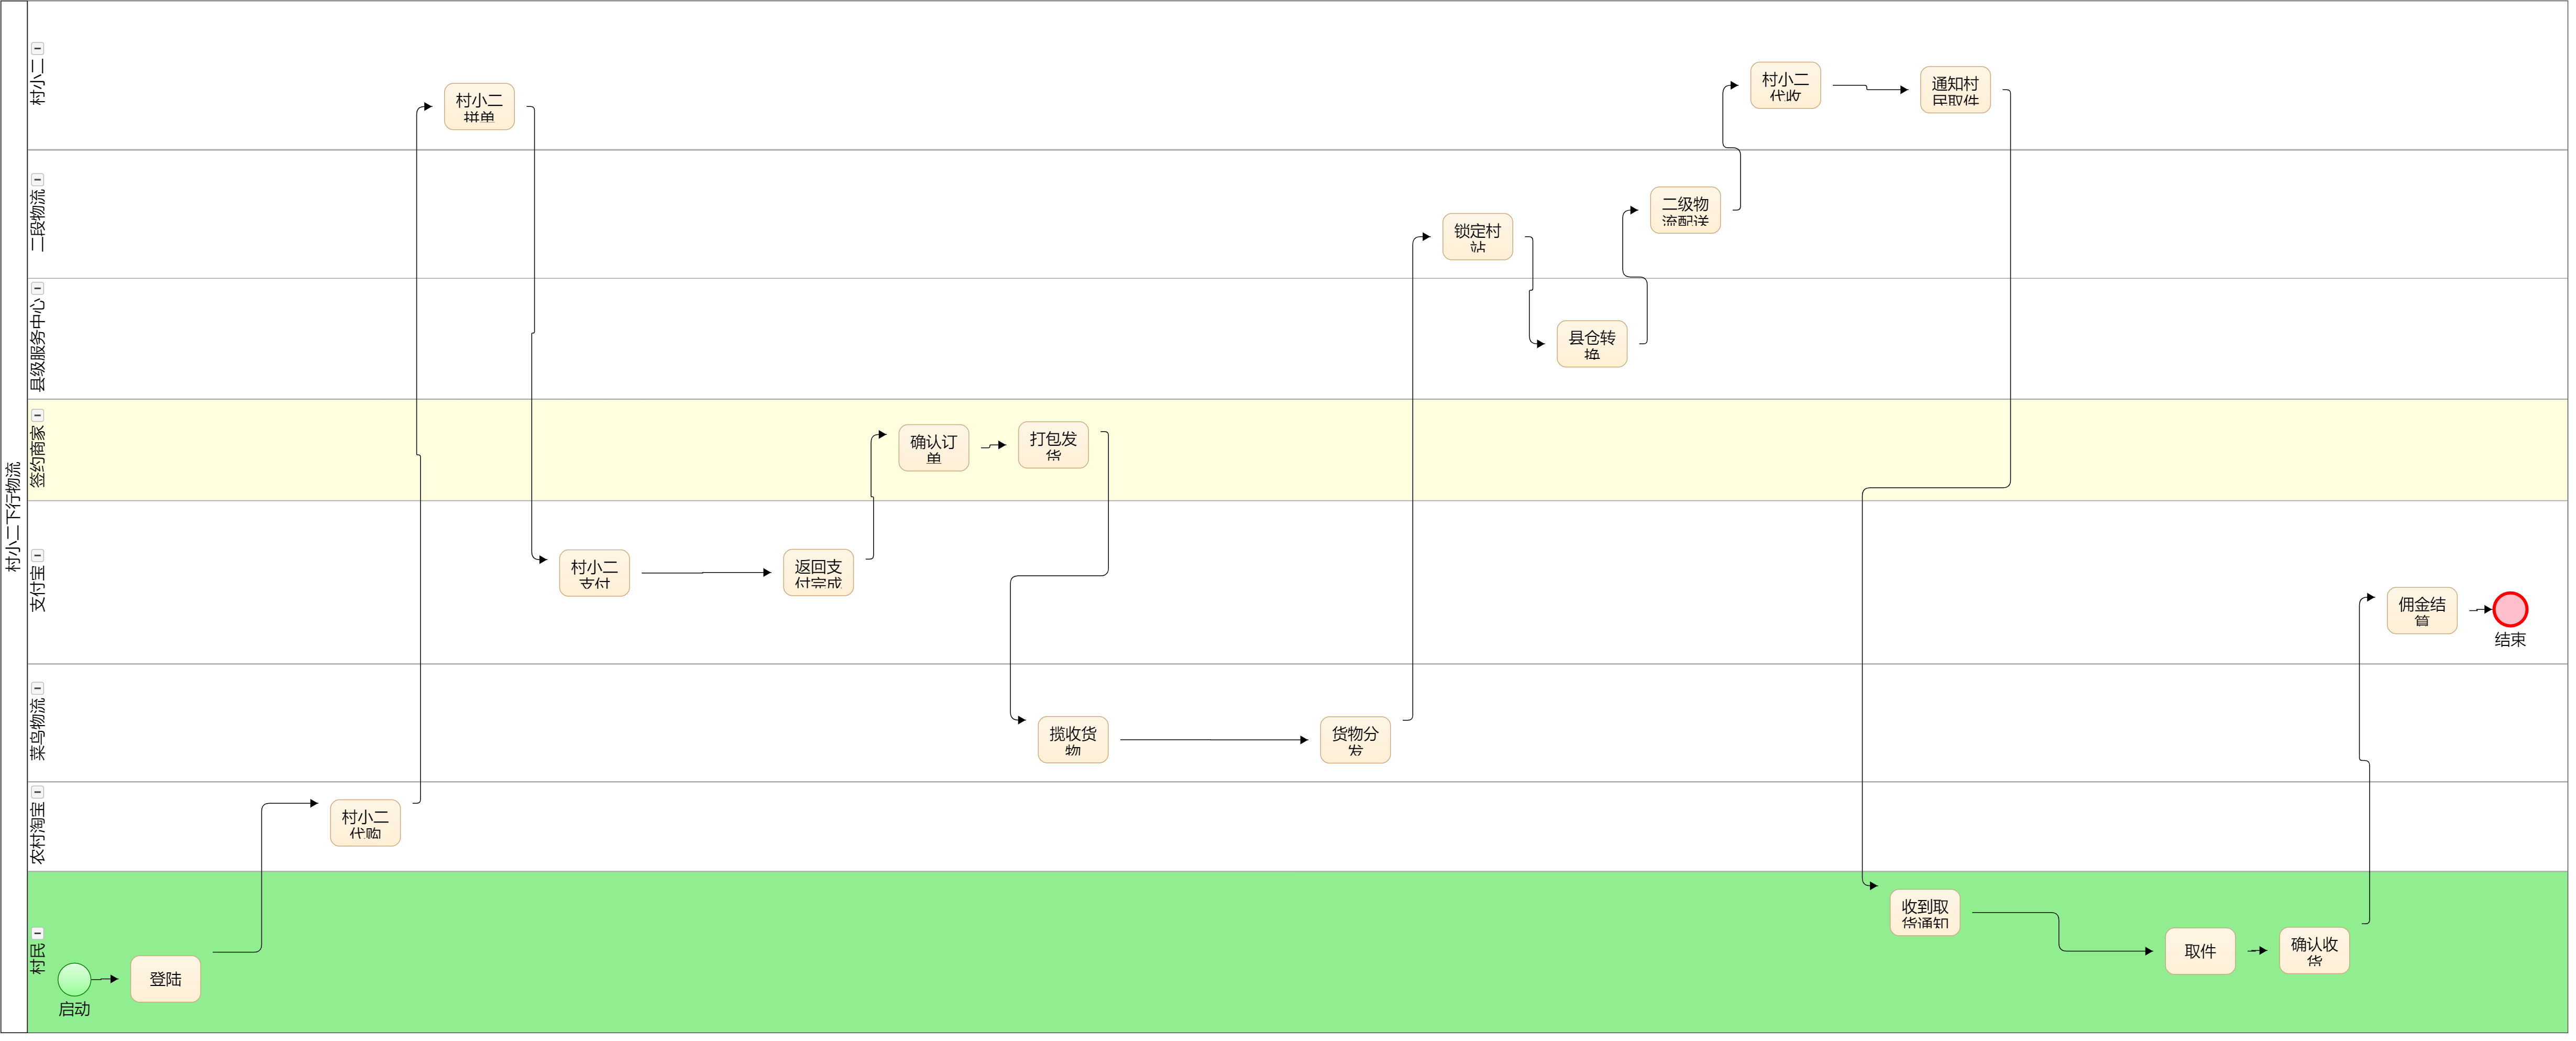 村小二下行物流
村小二
村小二
拼单
村小二
代收
通知村
民取件
二段物流
锁定村
站
二级物
流配送
县级服务中心
县仓转
换
签约商家
确认订
单
打包发
货
支付宝
村小二
支付
返回支
付完成
佣金结
算
结束
菜鸟物流
揽收货
物
货物分
发
农村淘宝
村小二
代购
村民
启动
登陆
收到取
货通知
取件
确认收
货